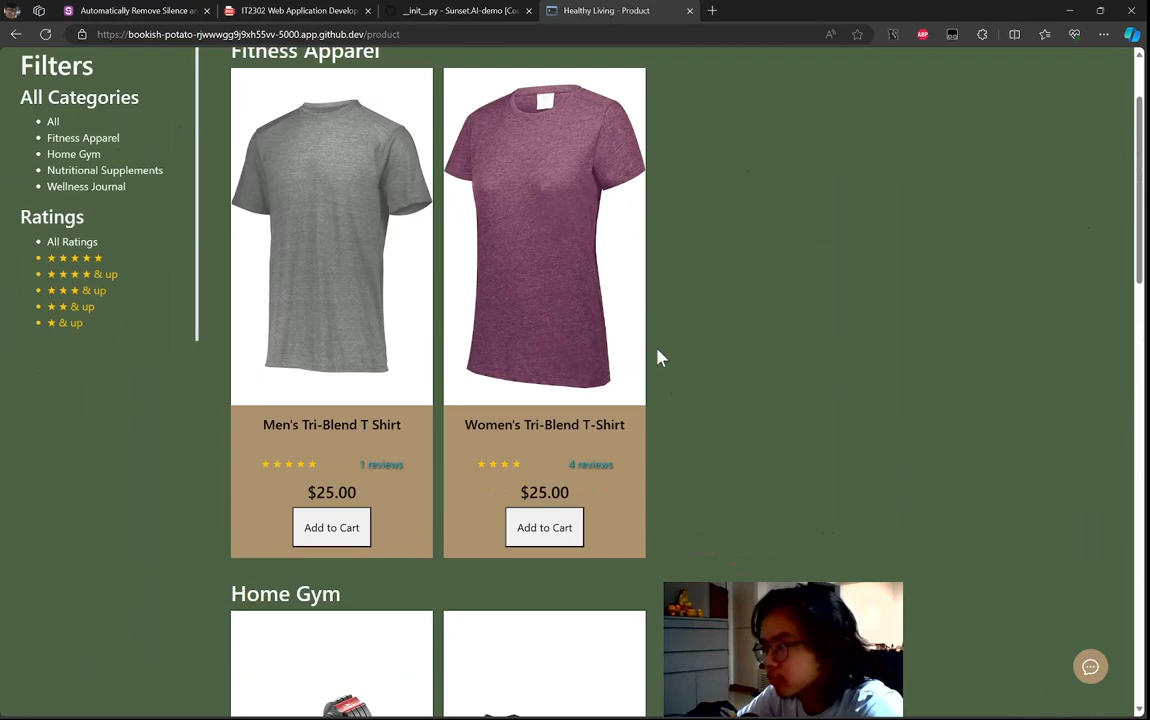 Automatically Remove Silence ar
IT2302 Web Application Develop
__init__.py - Sunset.AI-demo [Co
Healthy Living - Product
https://bookish-potato-rjwwwgg9j9xh55vv-5000.app.github.dev/product
Filters
All Categories
All
Fitness Apparel
Home Gym
Nutritional Supplements
Wellness Journal
Ratings
All Ratings
★★★★★
★★★★ & up
★★★ & up
★★ & up
★ & up
Fitness Apparel
Men's Tri-Blend T Shirt
★★★★★ 1 reviews
$25.00
Add to Cart
Women's Tri-Blend T-Shirt
★★★★ 4 reviews
$25.00
Add to Cart
Home Gym